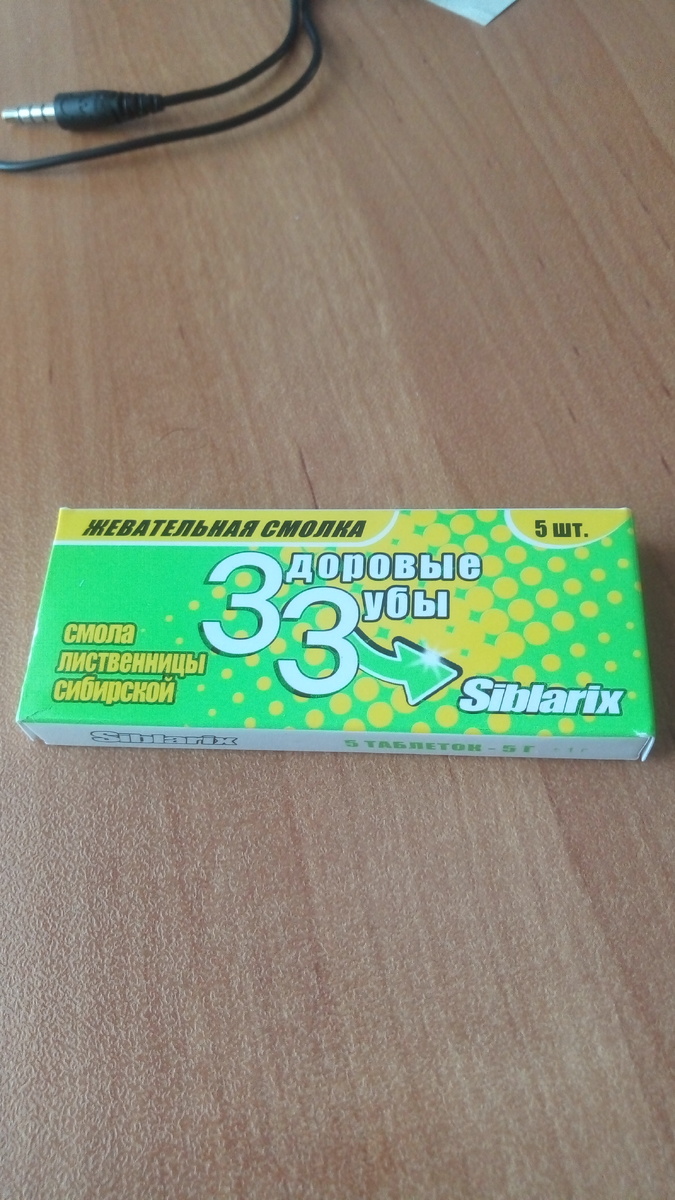 ЖЕВАТЕЛЬНАЯ СМОЛКА
5 шт.
Здоровые
Зубы
смола
лиственницы
сибирской
Siblarix
Siblarix
5 ТАБЛЕТОК - 5 Г